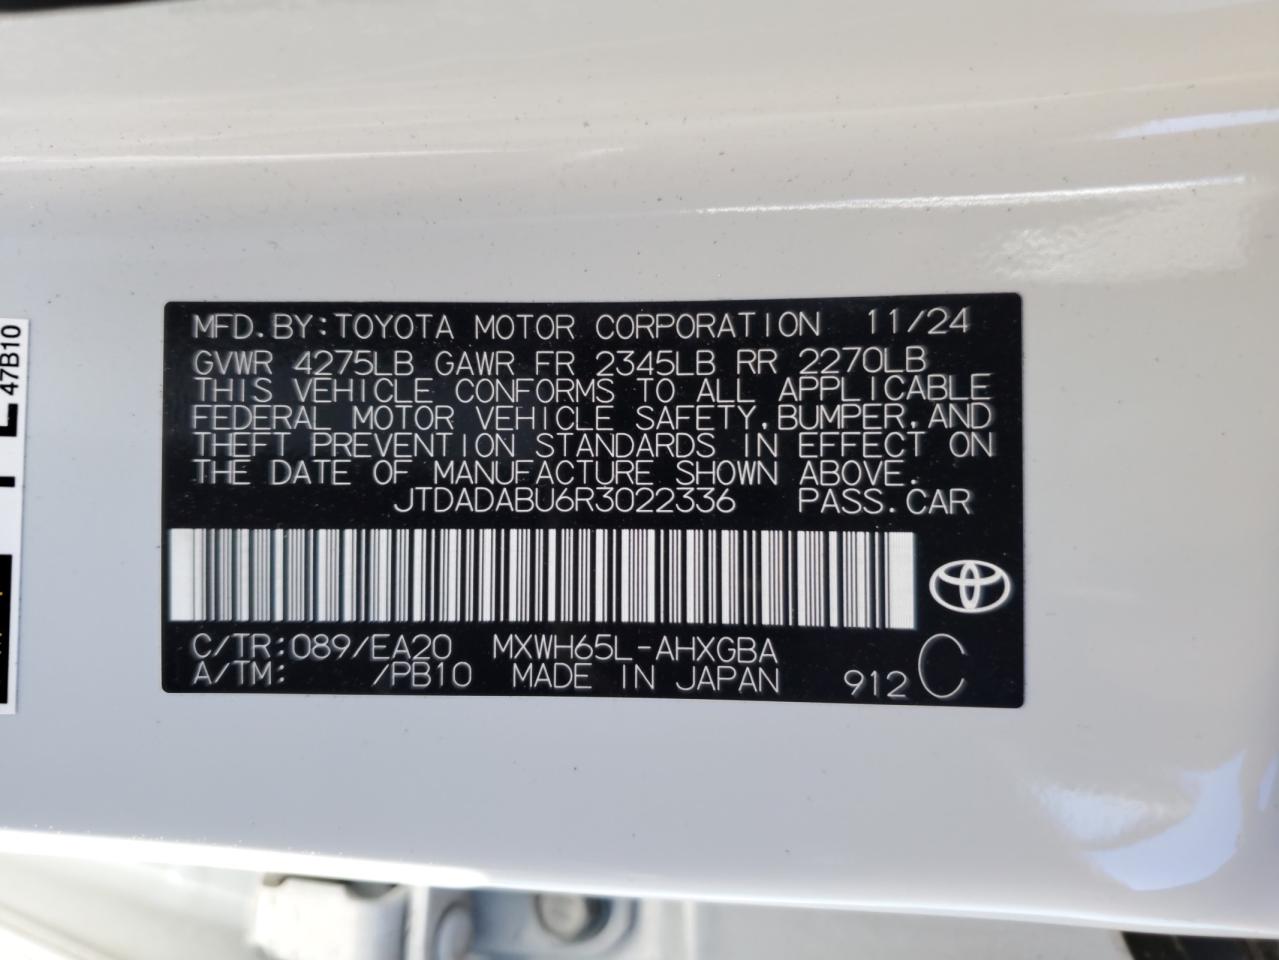 MFD.BY:TOYOTA MOTOR CORPORATION 11/24
GVWR 4275LB GAWR FR 2345LB RR 2270LB
THIS VEHICLE CONFORMS TO ALL APPLICABLE
FEDERAL MOTOR VEHICLE SAFETY,BUMPER,AND
THEFT PREVENTION STANDARDS IN EFFECT ON
THE DATE OF MANUFACTURE SHOWN ABOVE.
JTDADABU6R3022336 PASS.CAR
C/TR:089/EA20 MXWH65L-AHXGBA
A/TM: /PB10 MADE IN JAPAN 912 C
47B10